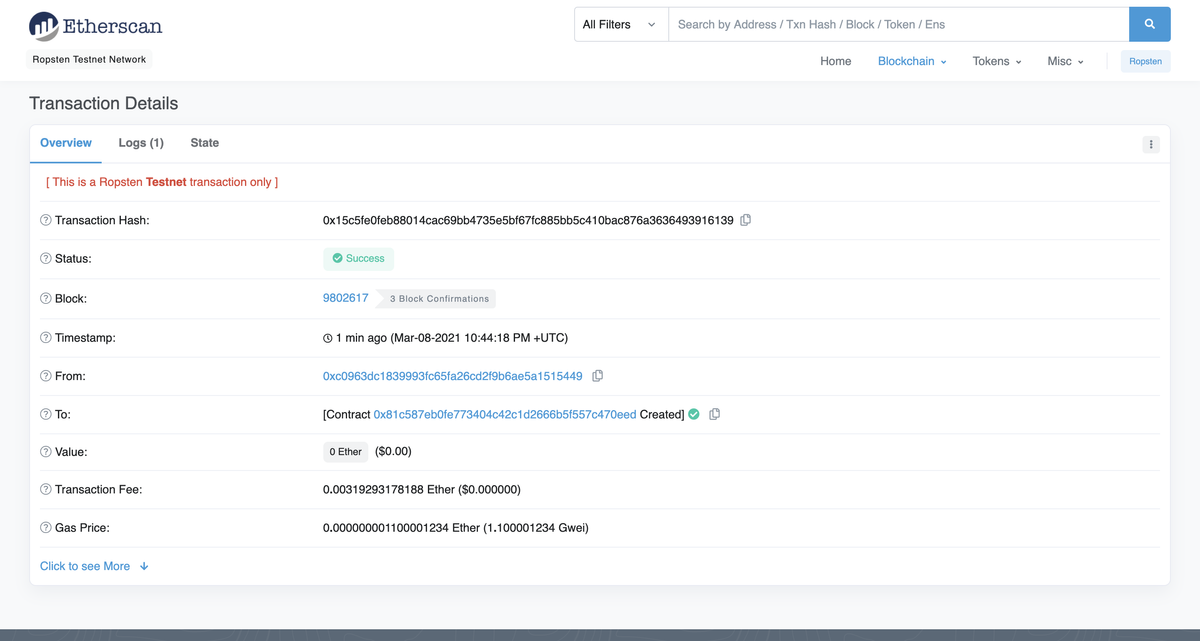 Etherscan
All Filters
Search by Address / Txn Hash / Block / Token / Ens
Ropsten Testnet Network
Home Blockchain Tokens Misc Ropsten
Transaction Details
Overview Logs (1) State
[ This is a Ropsten Testnet transaction only ]
Transaction Hash: 0x15c5fe0feb88014cac69bb4735e5bf67fc885bb5c410bac876a3636493916139
Status: Success
Block: 9802617 3 Block Confirmations
Timestamp: 1 min ago (Mar-08-2021 10:44:18 PM +UTC)
From: 0xc0963dc1839993fc65fa26cd2f9b6ae5a1515449
To: [Contract 0x81c587eb0fe773404c42c1d2666b5f557c470eed Created]
Value: 0 Ether ($0.00)
Transaction Fee: 0.00319293178188 Ether ($0.000000)
Gas Price: 0.000000001100001234 Ether (1.100001234 Gwei)
Click to see More